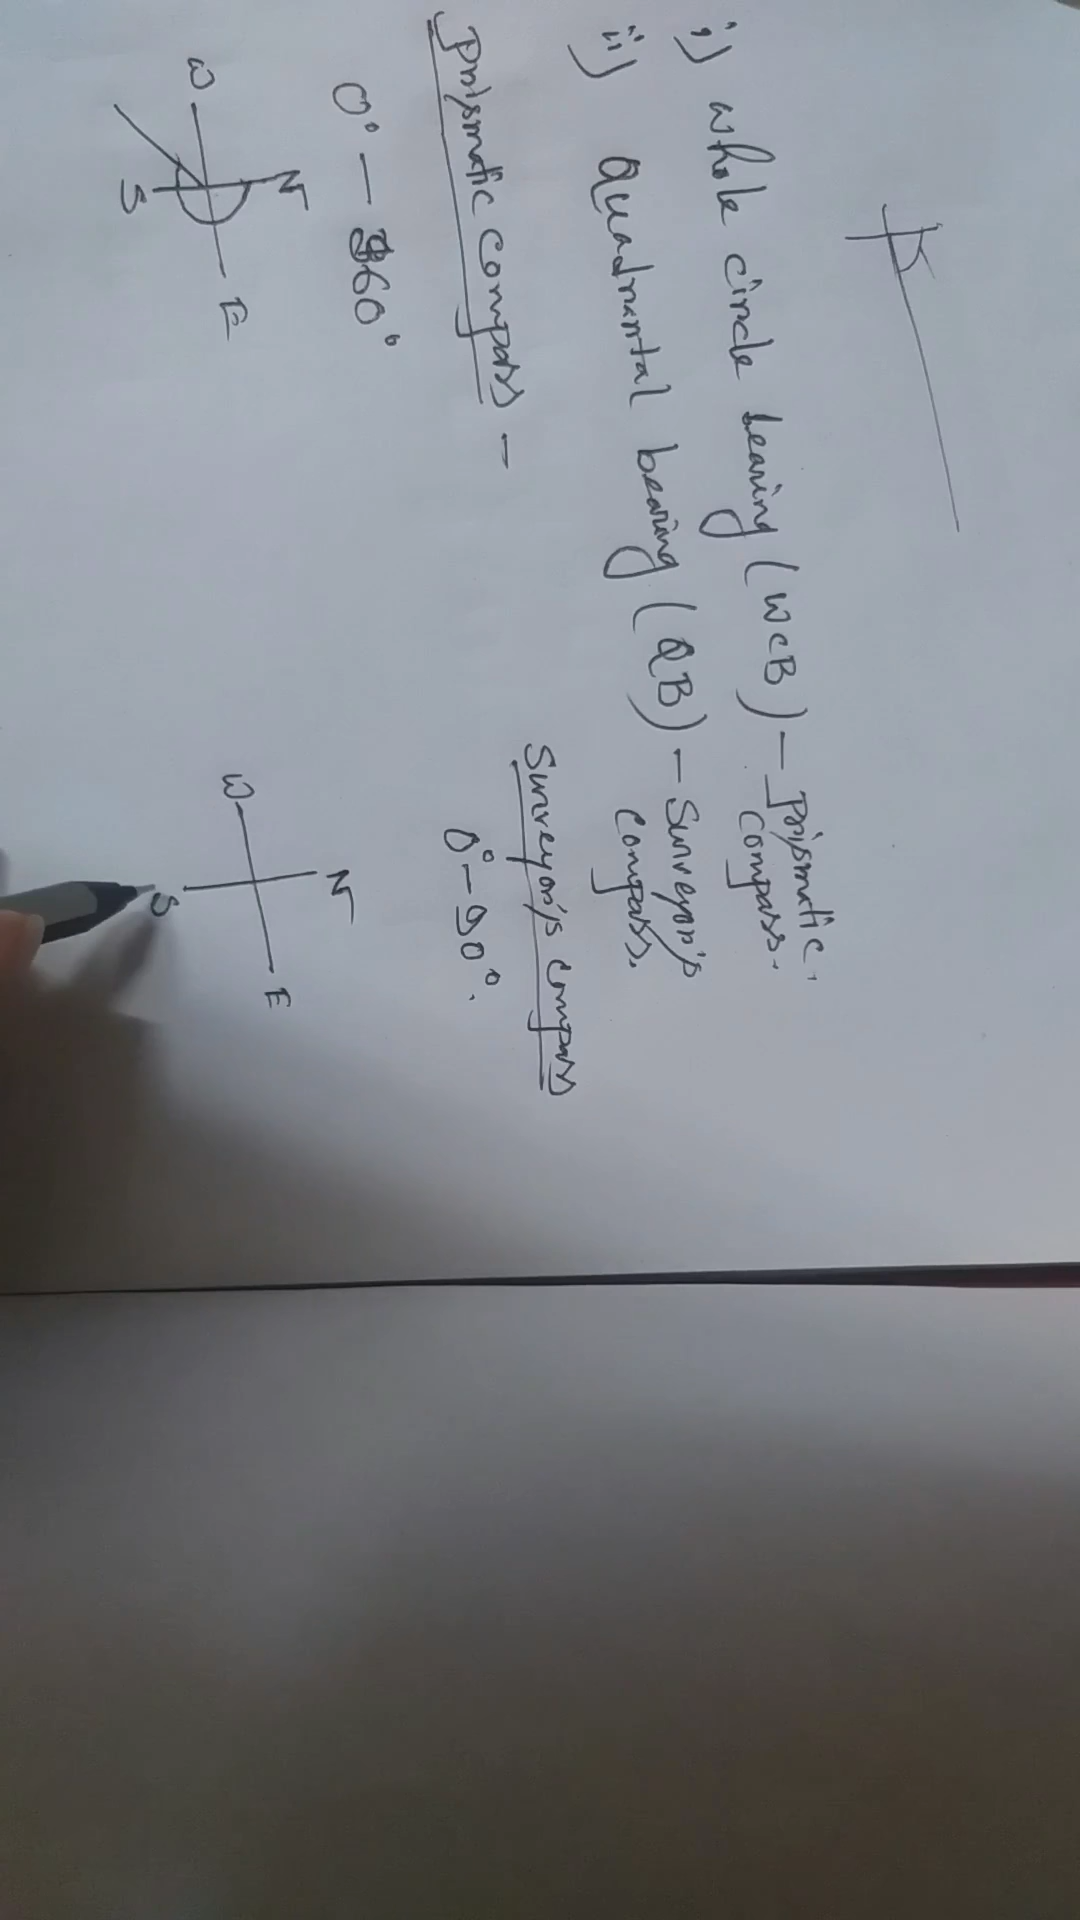 i) whole circle bearing (WCB) - Prismatic
compass.
ii) Quadrantal bearing (QB) - Surveyor's
compass.
Prismatic compass -
0° - 360°
N
W
E
S
Surveyor's compass
0° - 90°.
N
W
E
S